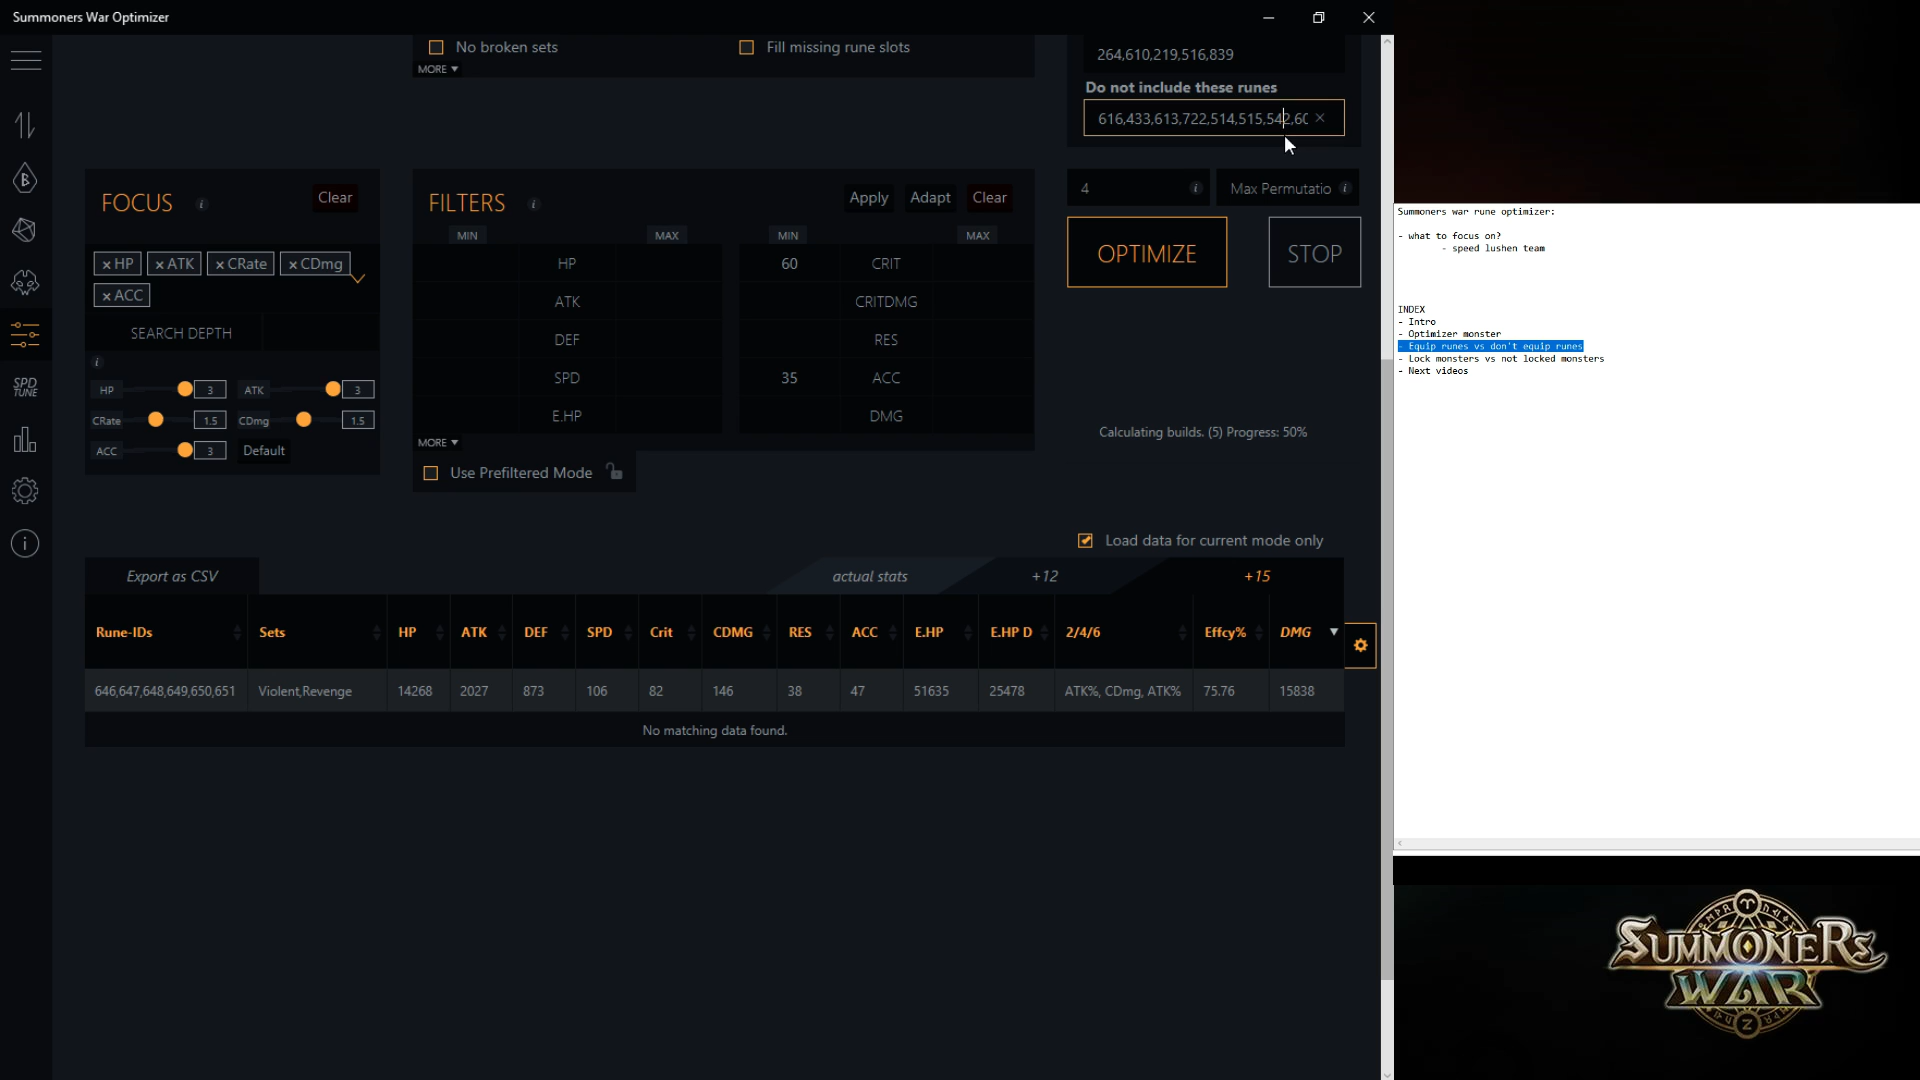 Summoners War Optimizer
No broken sets
Fill missing rune slots
MORE ▼
264,610,219,516,839
Do not include these runes
616,433,613,722,514,515,542,60 ×
FOCUS i
Clear
× HP × ATK × CRate × CDmg
× ACC
SEARCH DEPTH
i
HP 3 ATK 3
CRate 1.5 CDmg 1.5
ACC 3 Default
FILTERS i
Apply Adapt Clear
MIN MAX MIN MAX
HP 60 CRIT
ATK CRITDMG
DEF RES
SPD 35 ACC
E.HP DMG
MORE ▼
Use Prefiltered Mode
4 i Max Permutatio i
OPTIMIZE STOP
Calculating builds. (5) Progress: 50%
Load data for current mode only
Export as CSV actual stats +12 +15
Rune-IDs Sets HP ATK DEF SPD Crit CDMG RES ACC E.HP E.HP D 2/4/6 Effcy% DMG ▼
646,647,648,649,650,651 Violent,Revenge 14268 2027 873 106 82 146 38 47 51635 25478 ATK%, CDmg, ATK% 75.76 15838
No matching data found.
SPD
TUNE
i
Summoners war rune optimizer:
- what to focus on?
- speed lushen team
INDEX
- Intro
- Optimizer monster
- Equip runes vs don't equip runes
- Lock monsters vs not locked monsters
- Next videos
SUMMONERS
WAR